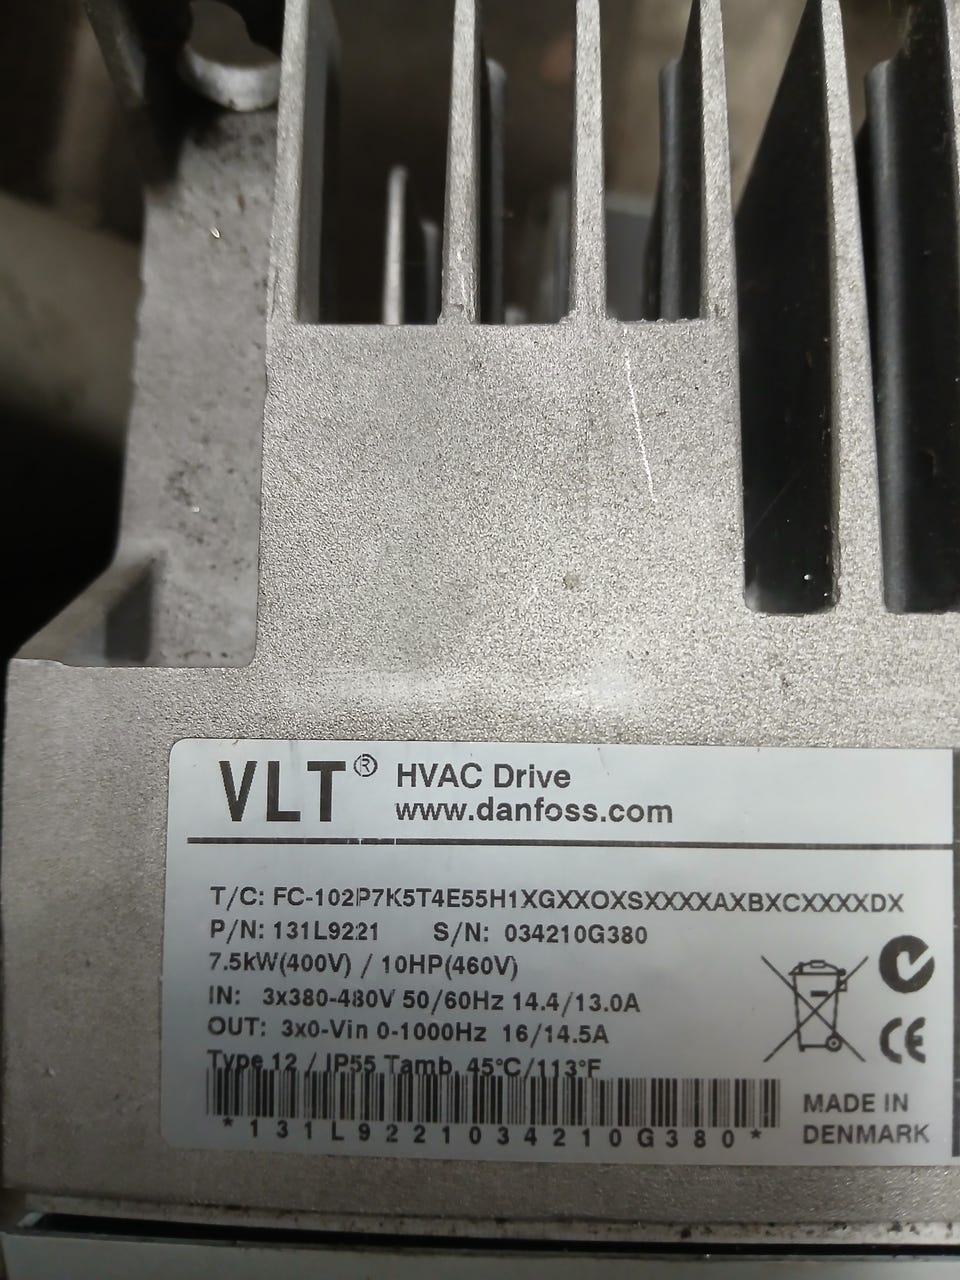 VLT® HVAC Drive
www.danfoss.com
T/C: FC-102P7K5T4E55H1XGXXOXSXXXXAXBXCXXXXDX
P/N: 131L9221 S/N: 034210G380
7.5kW(400V) / 10HP(460V)
IN: 3x380-480V 50/60Hz 14.4/13.0A
OUT: 3x0-Vin 0-1000Hz 16/14.5A
Type 12 / IP55 Tamb. 45°C/113°F
*131L9221034210G380*
CE
MADE IN
DENMARK